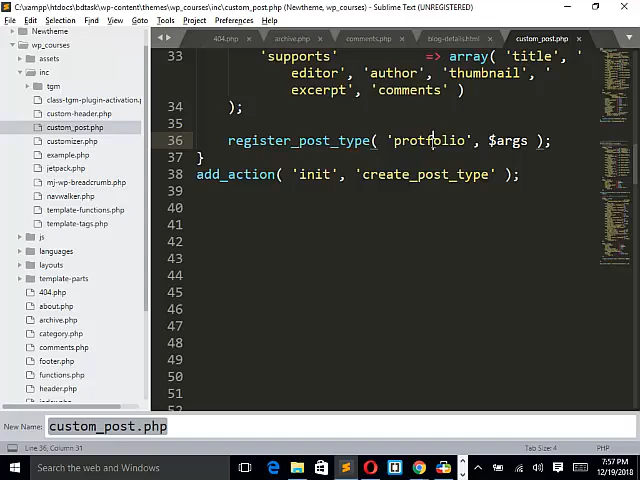 C:\xampp\htdocs\bdtask\wp-content\themes\wp_courses\inc\custom_post.php (Newtheme, wp_courses) - Sublime Text (UNREGISTERED)
File Edit Selection Find View Goto Tools Project Preferences Help
404.php archive.php comments.php blog-details.html custom_post.php
Newtheme
wp_courses
assets
inc
tgm
class-tgm-plugin-activation.p
custom-header.php
custom_post.php
customizer.php
example.php
jetpack.php
mj-wp-breadcrumb.php
navwalker.php
template-functions.php
template-tags.php
js
languages
layouts
template-parts
404.php
about.php
archive.php
category.php
comments.php
footer.php
functions.php
header.php
33 'supports' => array( 'title', '
editor', 'author', 'thumbnail', '
excerpt', 'comments' )
34 );
35
36 register_post_type( 'protfolio', $args );
37 }
38 add_action( 'init', 'create_post_type' );
39
40
41
42
43
44
45
46
47
48
49
50
51
52
New Name: custom_post.php
Line 36, Column 31 Tab Size: 4 PHP
Search the web and Windows
7:57 PM
12/19/2018